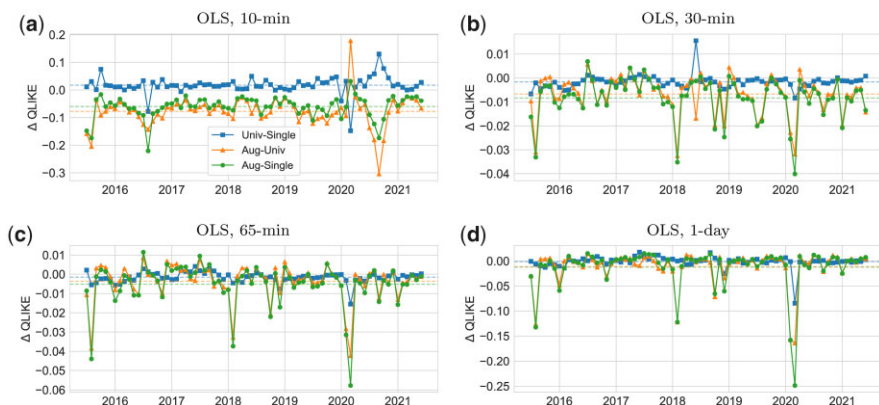 (a)
OLS, 10-min
Δ QLIKE
0.2
0.1
0.0
−0.1
−0.2
−0.3
Univ-Single
Aug-Univ
Aug-Single
2016 2017 2018 2019 2020 2021
(b)
OLS, 30-min
Δ QLIKE
0.01
0.00
−0.01
−0.02
−0.03
−0.04
2016 2017 2018 2019 2020 2021
(c)
OLS, 65-min
Δ QLIKE
0.01
0.00
−0.01
−0.02
−0.03
−0.04
−0.05
−0.06
2016 2017 2018 2019 2020 2021
(d)
OLS, 1-day
Δ QLIKE
0.00
−0.05
−0.10
−0.15
−0.20
−0.25
2016 2017 2018 2019 2020 2021